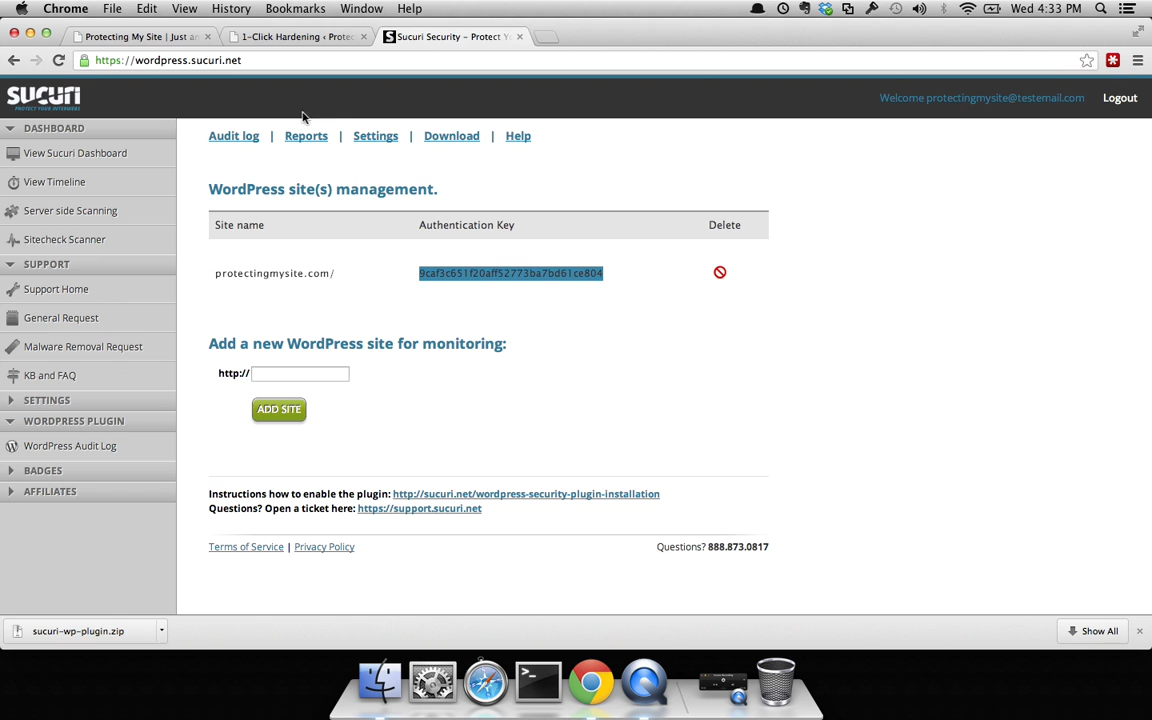 Chrome File Edit View History Bookmarks Window Help Wed 4:33 PM
Protecting My Site | Just an 1-Click Hardening ‹ Protec Sucuri Security – Protect Y
https://wordpress.sucuri.net
SUCURI
PROTECT YOUR INTERWEBS
Welcome protectingmysite@testemail.com Logout
DASHBOARD
View Sucuri Dashboard
View Timeline
Server side Scanning
Sitecheck Scanner
SUPPORT
Support Home
General Request
Malware Removal Request
KB and FAQ
SETTINGS
WORDPRESS PLUGIN
WordPress Audit Log
BADGES
AFFILIATES
Audit log | Reports | Settings | Download | Help
WordPress site(s) management.
Site name Authentication Key Delete
protectingmysite.com/ 9caf3c651f20aff52773ba7bd61ce804
Add a new WordPress site for monitoring:
http://
ADD SITE
Instructions how to enable the plugin: http://sucuri.net/wordpress-security-plugin-installation
Questions? Open a ticket here: https://support.sucuri.net
Terms of Service | Privacy Policy Questions? 888.873.0817
sucuri-wp-plugin.zip Show All